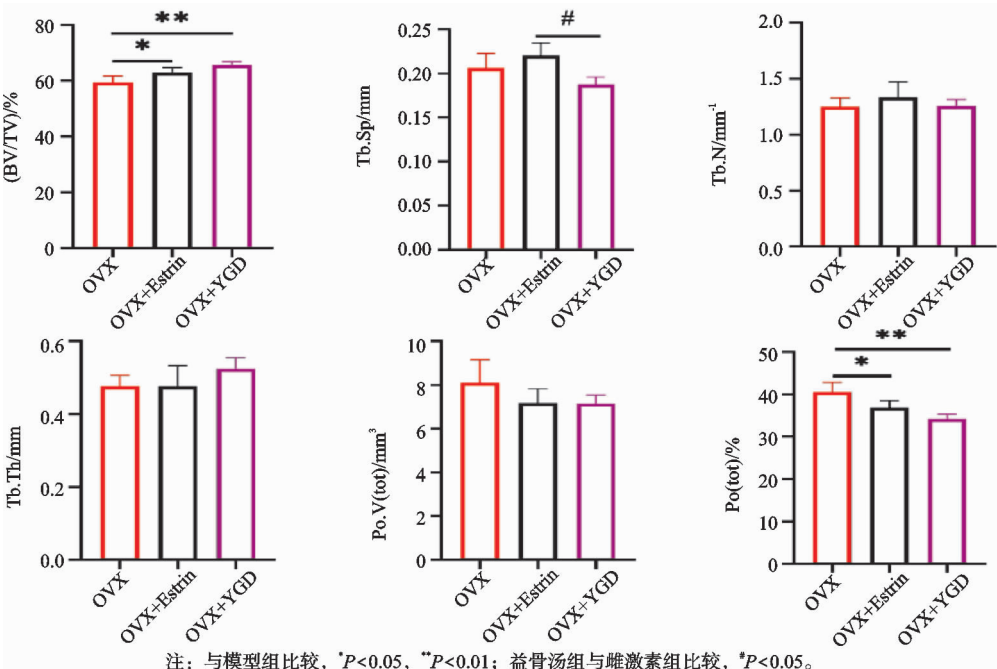 80
60
40
20
0
(BV/TV)/%
**
*
OVX
OVX+Estrin
OVX+YGD
0.25
0.20
0.15
0.10
0.05
0.00
Tb.Sp/mm
#
OVX
OVX+Estrin
OVX+YGD
2.0
1.5
1.0
0.5
0.0
Tb.N/mm⁻¹
OVX
OVX+Estrin
OVX+YGD
0.6
0.4
0.2
0.0
Tb.Th/mm
OVX
OVX+Estrin
OVX+YGD
10
8
6
4
2
0
Po.V(tot)/mm³
OVX
OVX+Estrin
OVX+YGD
50
40
30
20
10
0
Po(tot)/%
**
*
OVX
OVX+Estrin
OVX+YGD
注：与模型组比较，*P<0.05，**P<0.01；益骨汤组与雌激素组比较，#P<0.05。